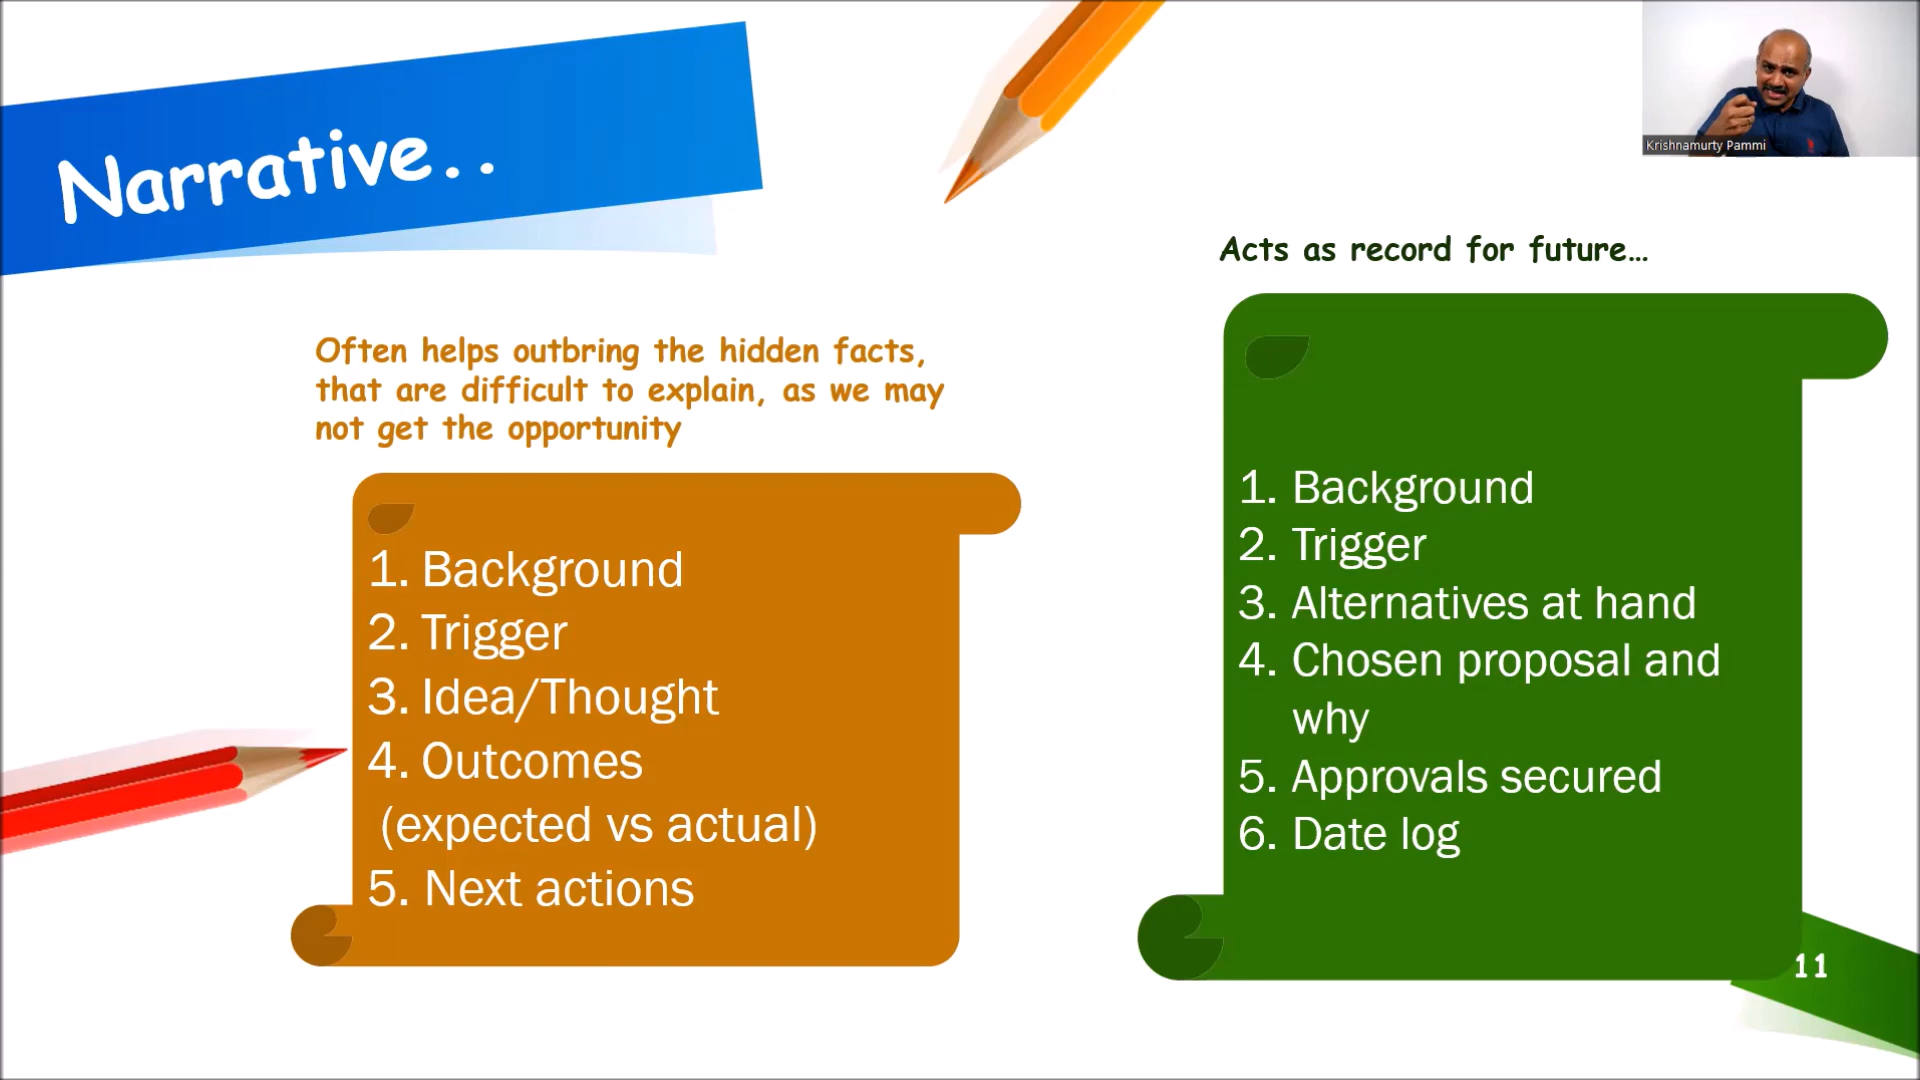 Narrative..
Krishnamurty Pammi
Often helps outbring the hidden facts,
that are difficult to explain, as we may
not get the opportunity
1. Background
2. Trigger
3. Idea/Thought
4. Outcomes
(expected vs actual)
5. Next actions
Acts as record for future...
1. Background
2. Trigger
3. Alternatives at hand
4. Chosen proposal and
why
5. Approvals secured
6. Date log
11